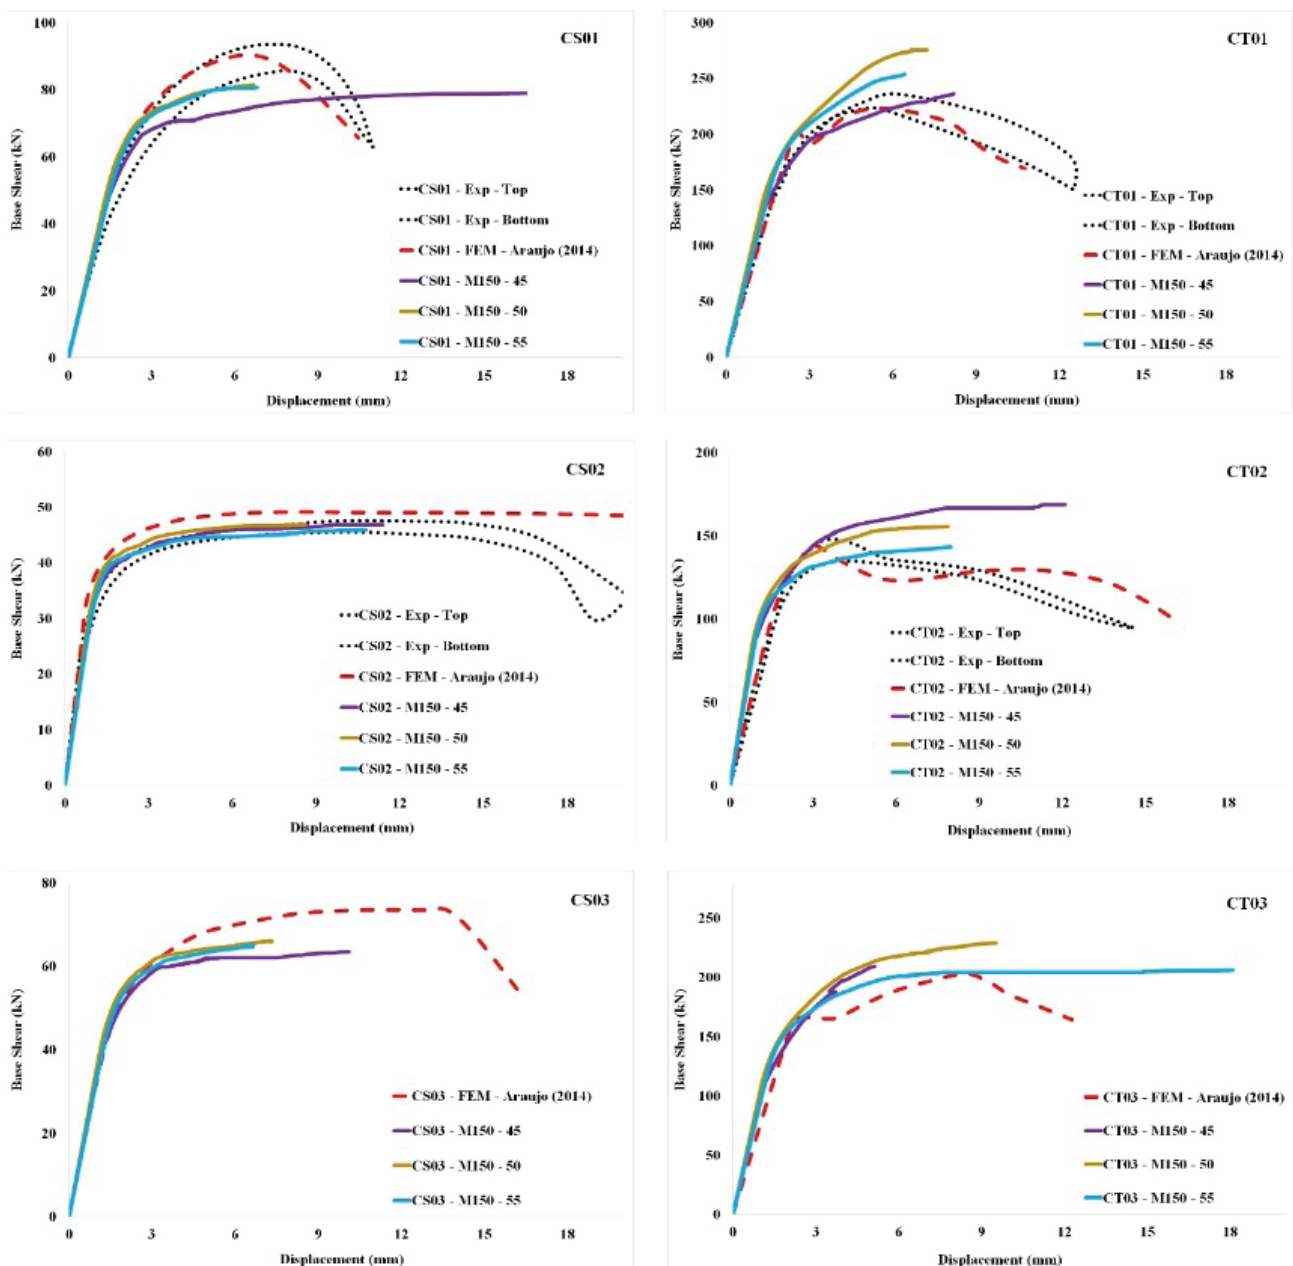 CS01
Base Shear (kN)
100
80
60
40
20
0
0 3 6 9 12 15 18
Displacement (mm)
CS01 - Exp - Top
CS01 - Exp - Bottom
CS01 - FEM - Araujo (2014)
CS01 - M150 - 45
CS01 - M150 - 50
CS01 - M150 - 55
CT01
Base Shear (kN)
300
250
200
150
100
50
0
0 3 6 9 12 15 18
Displacement (mm)
CT01 - Exp - Top
CT01 - Exp - Bottom
CT01 - FEM - Araujo (2014)
CT01 - M150 - 45
CT01 - M150 - 50
CT01 - M150 - 55
CS02
Base Shear (kN)
60
50
40
30
20
10
0
0 3 6 9 12 15 18
Displacement (mm)
CS02 - Exp - Top
CS02 - Exp - Bottom
CS02 - FEM - Araujo (2014)
CS02 - M150 - 45
CS02 - M150 - 50
CS02 - M150 - 55
CT02
Base Shear (kN)
200
150
100
50
0
0 3 6 9 12 15 18
Displacement (mm)
CT02 - Exp - Top
CT02 - Exp - Bottom
CT02 - FEM - Araujo (2014)
CT02 - M150 - 45
CT02 - M150 - 50
CT02 - M150 - 55
CS03
Base Shear (kN)
80
60
40
20
0
0 3 6 9 12 15 18
Displacement (mm)
CS03 - FEM - Araujo (2014)
CS03 - M150 - 45
CS03 - M150 - 50
CS03 - M150 - 55
CT03
Base Shear (kN)
250
200
150
100
50
0
0 3 6 9 12 15 18
Displacement (mm)
CT03 - FEM - Araujo (2014)
CT03 - M150 - 45
CT03 - M150 - 50
CT03 - M150 - 55